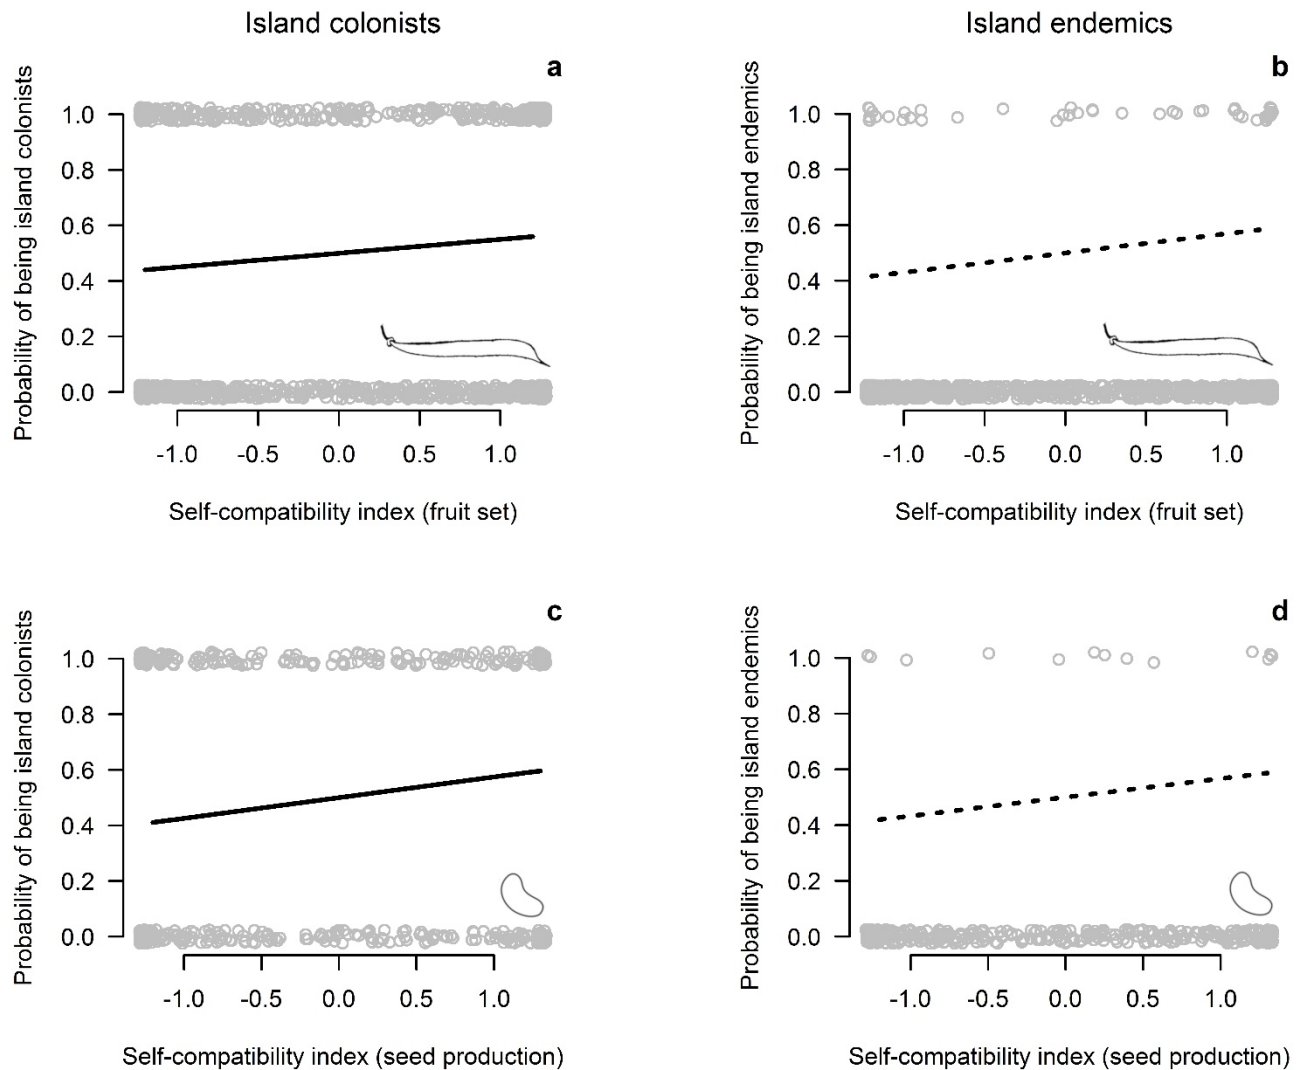 Island colonists
Island endemics
a
b
Probability of being island colonists
1.0
0.8
0.6
0.4
0.2
0.0
-1.0 -0.5 0.0 0.5 1.0
Self-compatibility index (fruit set)
Probability of being island endemics
1.0
0.8
0.6
0.4
0.2
0.0
-1.0 -0.5 0.0 0.5 1.0
Self-compatibility index (fruit set)
c
d
Probability of being island colonists
1.0
0.8
0.6
0.4
0.2
0.0
-1.0 -0.5 0.0 0.5 1.0
Self-compatibility index (seed production)
Probability of being island endemics
1.0
0.8
0.6
0.4
0.2
0.0
-1.0 -0.5 0.0 0.5 1.0
Self-compatibility index (seed production)